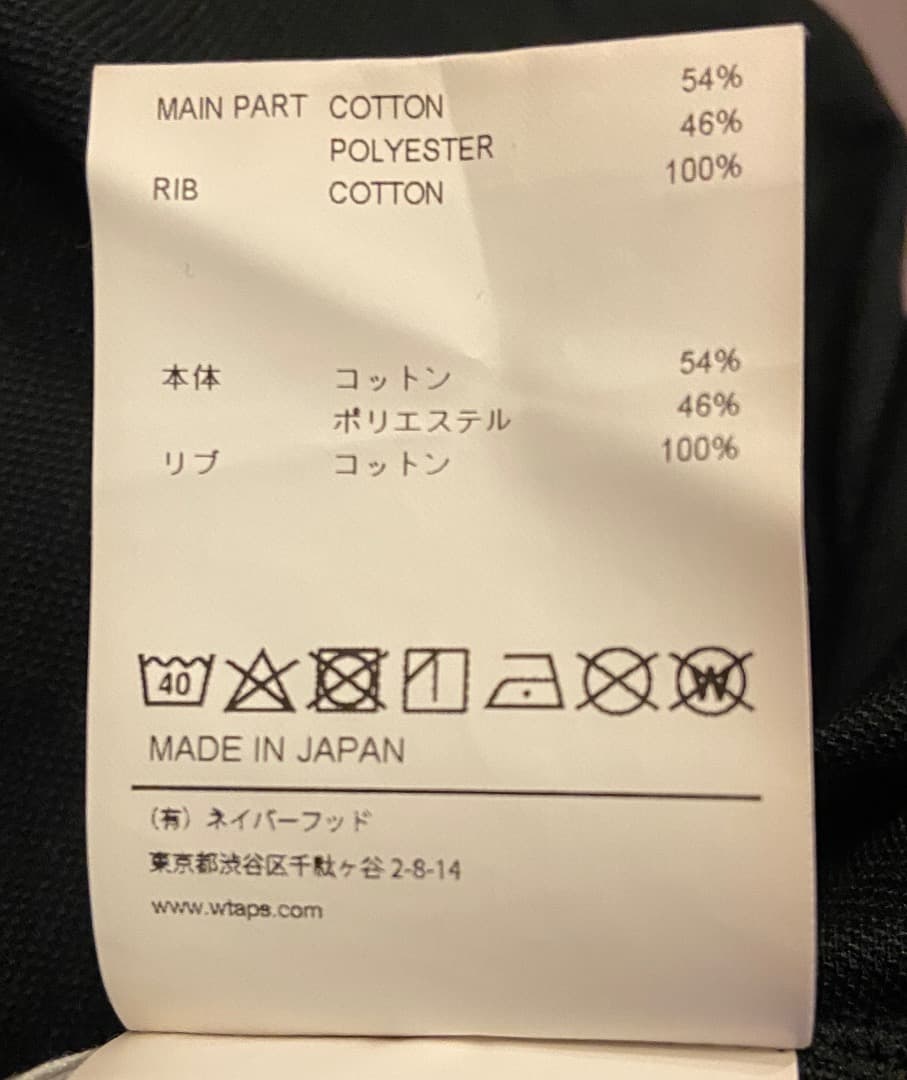 MAIN PART COTTON 54%
POLYESTER 46%
RIB COTTON 100%
本体 コットン 54%
ポリエステル 46%
リブ コットン 100%
40 W
MADE IN JAPAN
(有) ネイバーフッド
東京都渋谷区千駄ヶ谷 2-8-14
www.wtaps.com